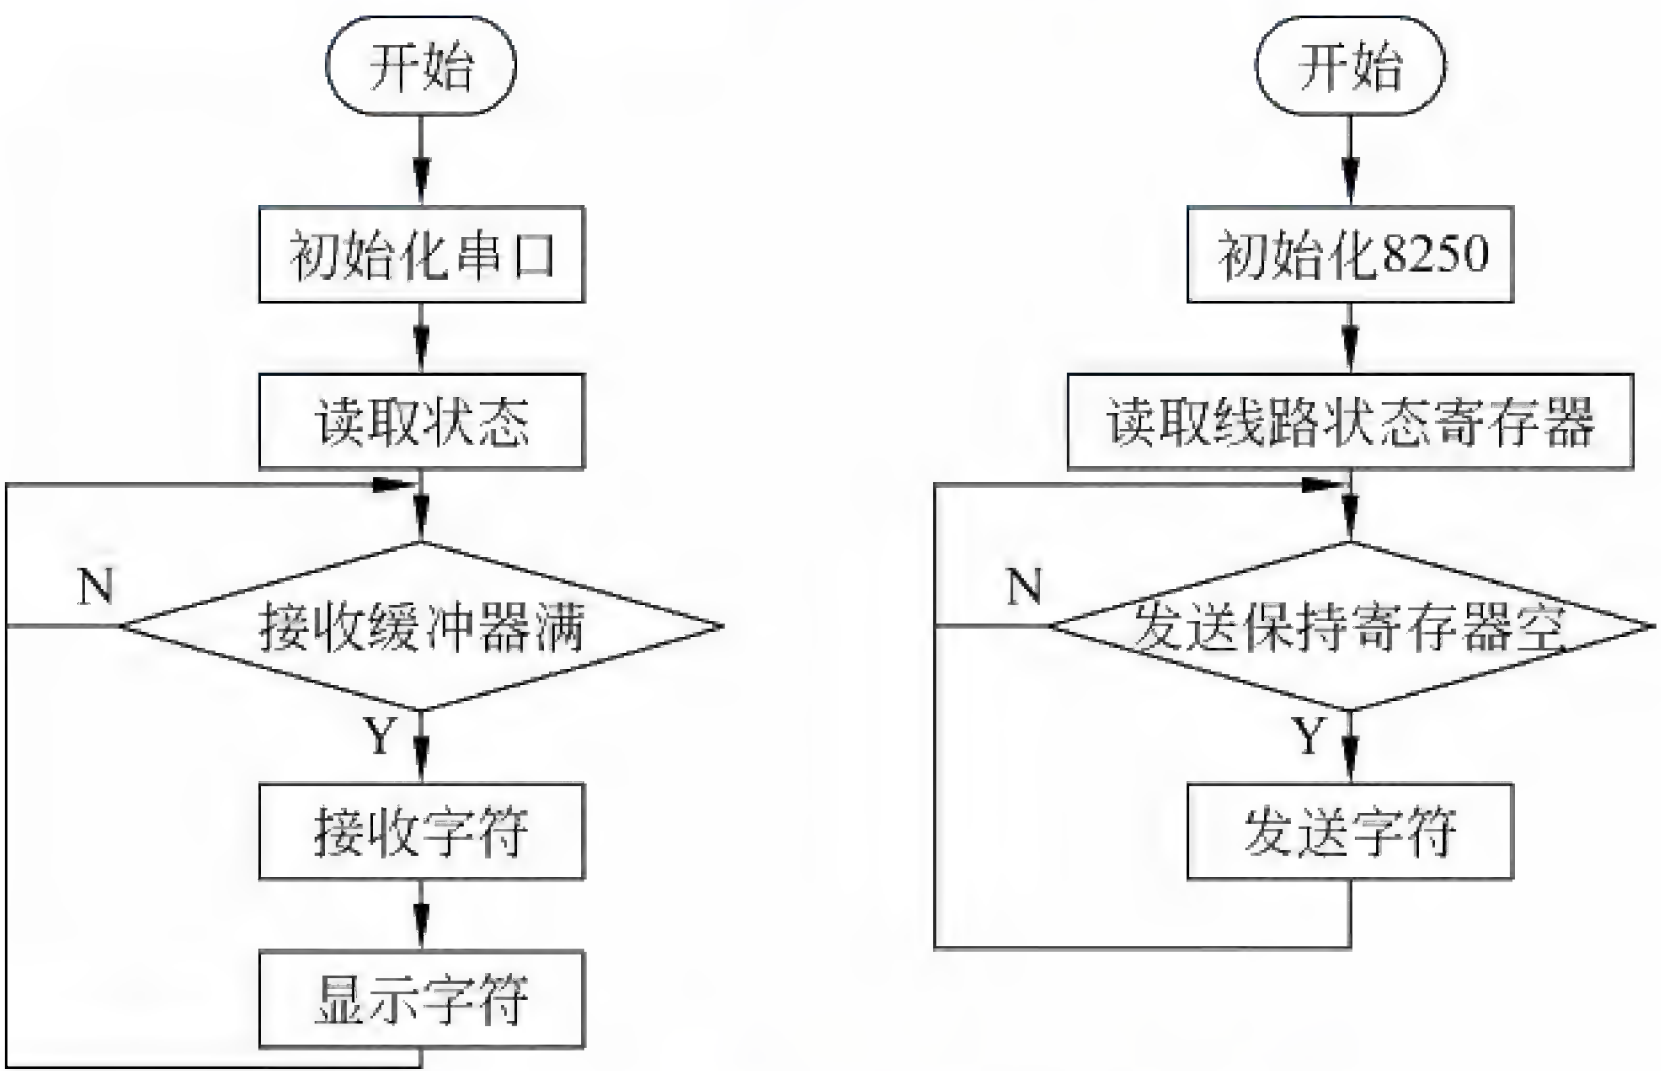 开始
初始化串口
读取状态
N
接收缓冲器满
Y
接收字符
显示字符
开始
初始化8250
读取线路状态寄存器
N
发送保持寄存器空
Y
发送字符